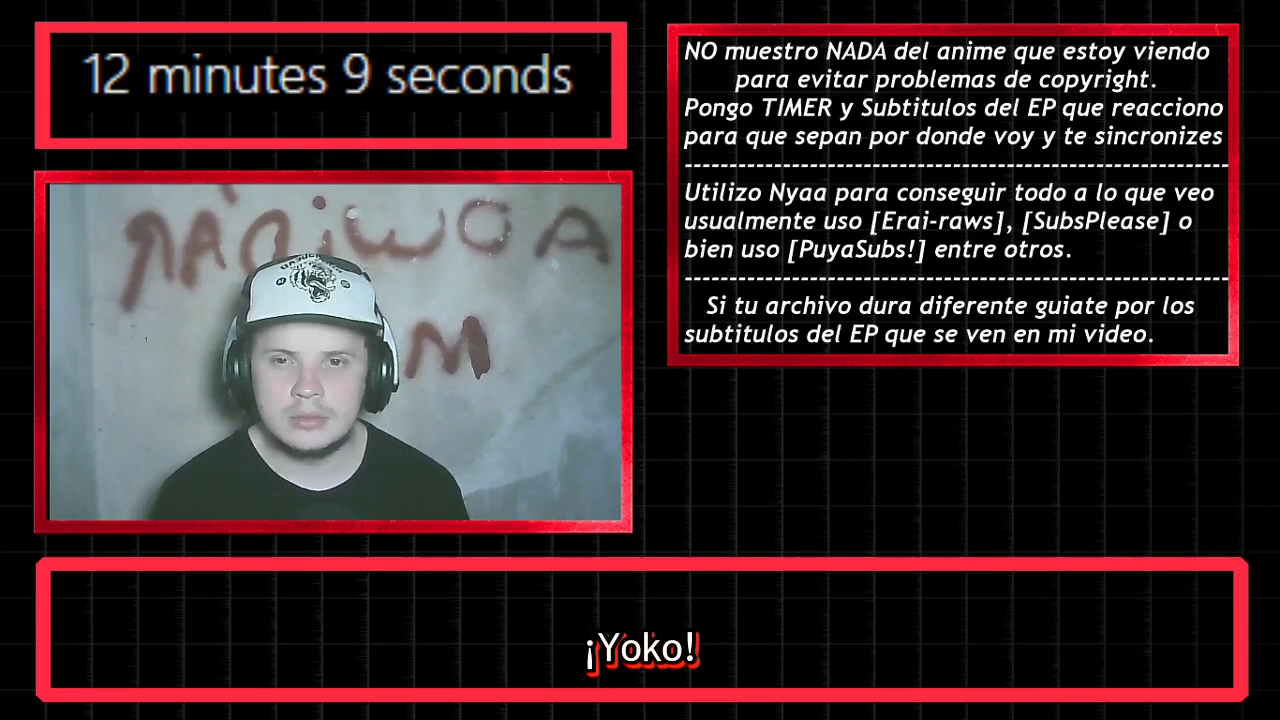 12 minutes 9 seconds
NO muestro NADA del anime que estoy viendo
para evitar problemas de copyright.
Pongo TIMER y Subtitulos del EP que reacciono
para que sepan por donde voy y te sincronizes
Utilizo Nyaa para conseguir todo a lo que veo
usualmente uso [Erai-raws], [SubsPlease] o
bien uso [PuyaSubs!] entre otros.
Si tu archivo dura diferente guiate por los
subtitulos del EP que se ven en mi video.
M
¡Yoko!